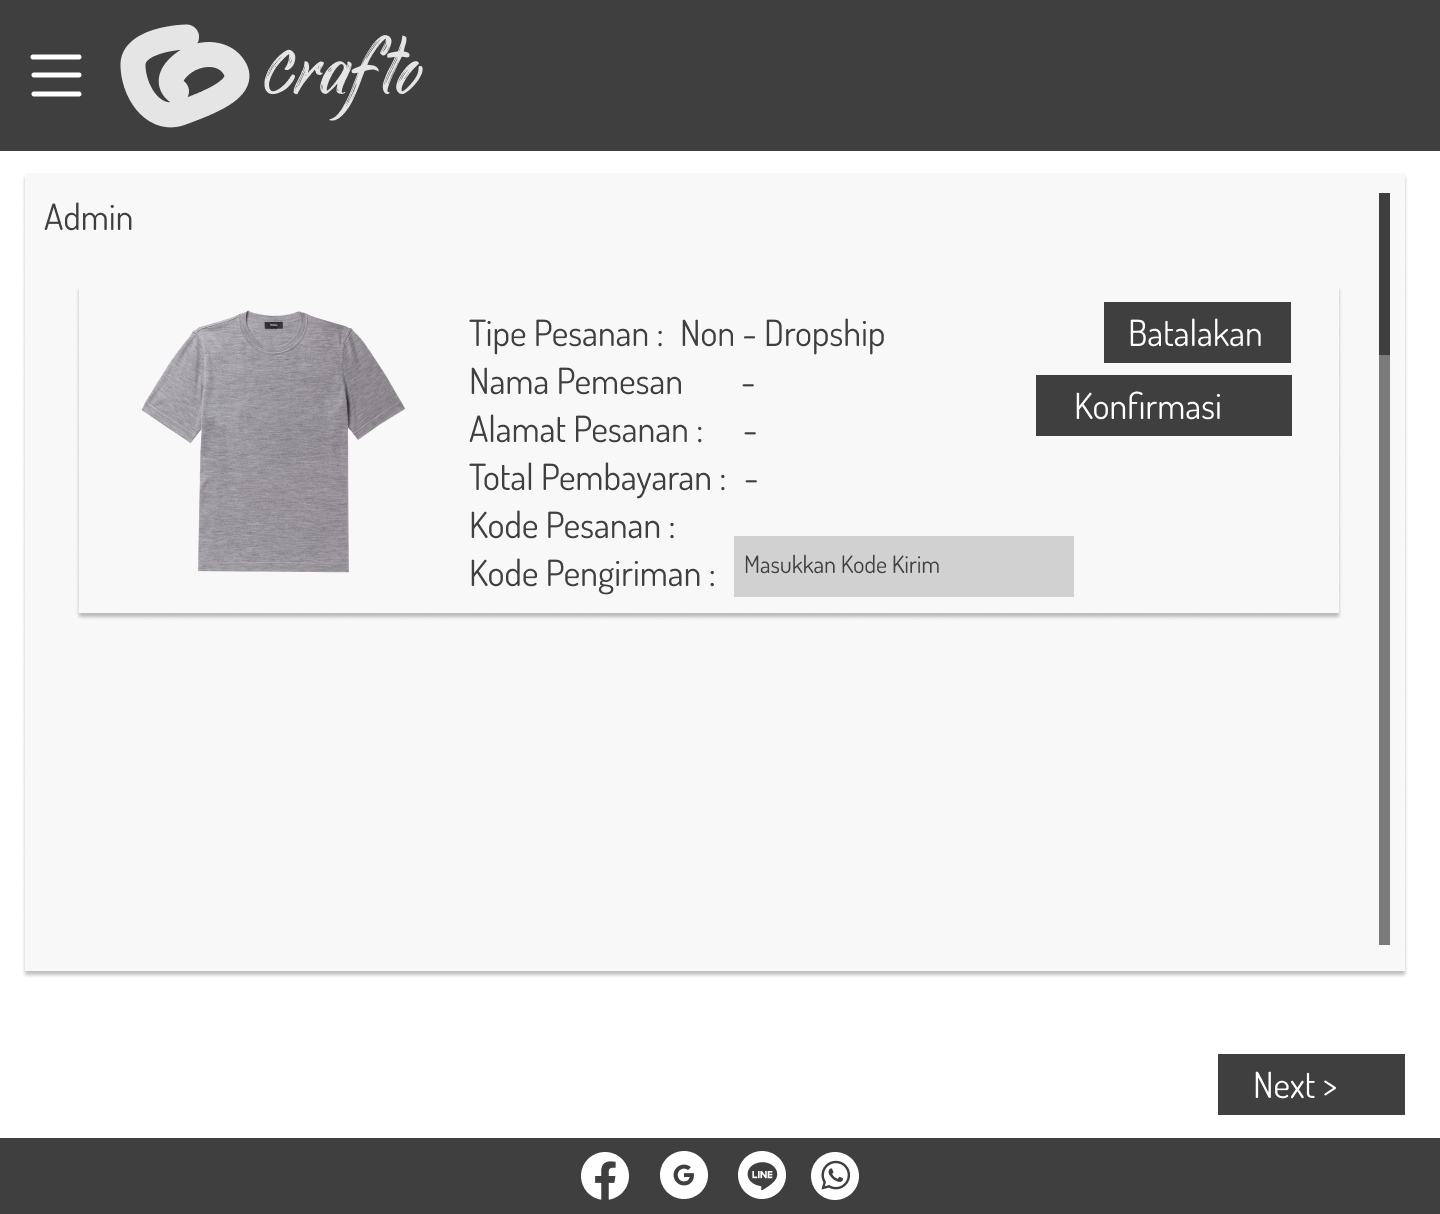 Crafto
Admin
Tipe Pesanan : Non - Dropship
Nama Pemesan -
Alamat Pesanan : -
Total Pembayaran : -
Kode Pesanan :
Kode Pengiriman : Masukkan Kode Kirim
Batalakan
Konfirmasi
Next >
LINE